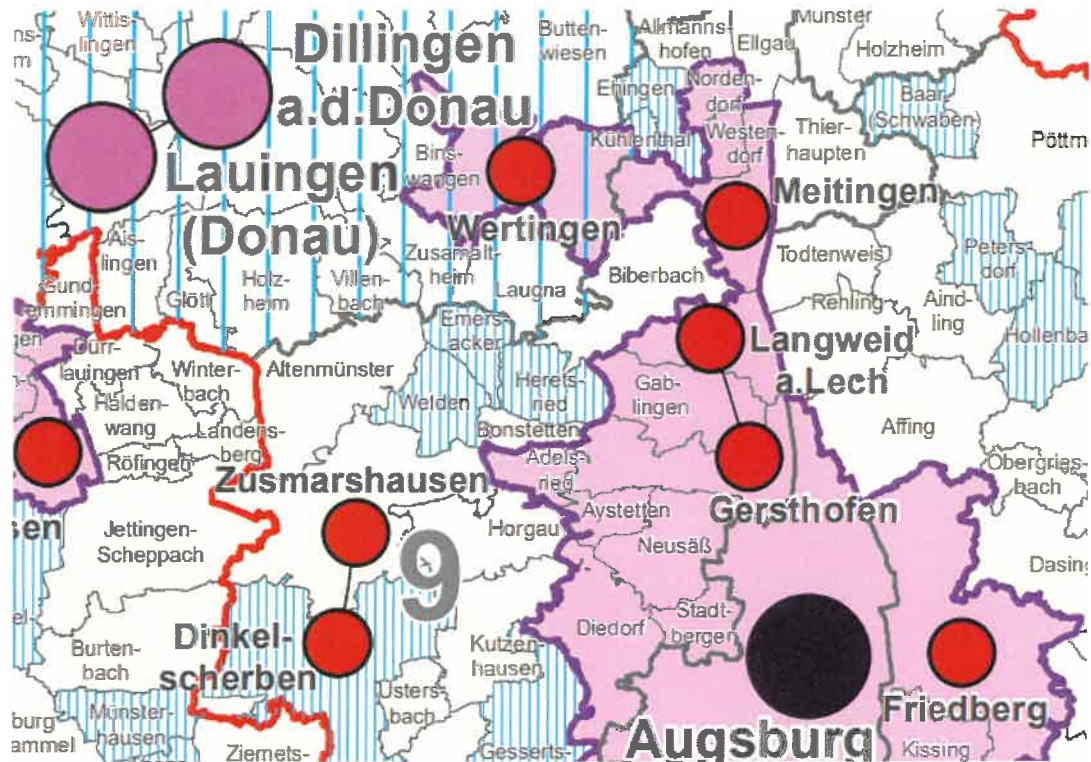 Wittis-
lingen
Dillingen
a.d.Donau
Lauingen
(Donau)
Butten-
wiesen
Allmanns-
hofen
Ellgau
Munster
Holzheim
Ehingen
Norden-
dorf
Baar
(Schwaben)
Kühlenthal
Westen-
dorf
Thier-
haupten
Pöttm
Bins-
wangen
Wertingen
Meitingen
Ais-
lingen
Gund-
remmingen
Glött
Holz-
heim
Villen-
bach
Zusamalt-
heim
Laugna
Biberbach
Todtenweis
Peters
dorf
Rehling
Aind-
ling
Hollenba
Emers
acker
Langweid
a.Lech
gen
Dürr-
lauingen
Winter-
bach
Altenmünster
Halden-
wang
Landens-
berg
Röfingen
Welden
Herets-
ried
Bonstetten
Gab-
lingen
Adels-
ried
Affing
Obergries-
bach
Zusmarshausen
Aystetten
Gersthofen
sen
Jettingen-
Scheppach
Horgau
Neusäß
Dasing
9
Dinkel-
scherben
Burten-
bach
Kutzen-
hausen
Diedorf
Stadt-
bergen
Friedberg
Münster-
hausen
Usters-
bach
burg
ammel
Ziemets-
Gesserts-
Augsburg
Kissing